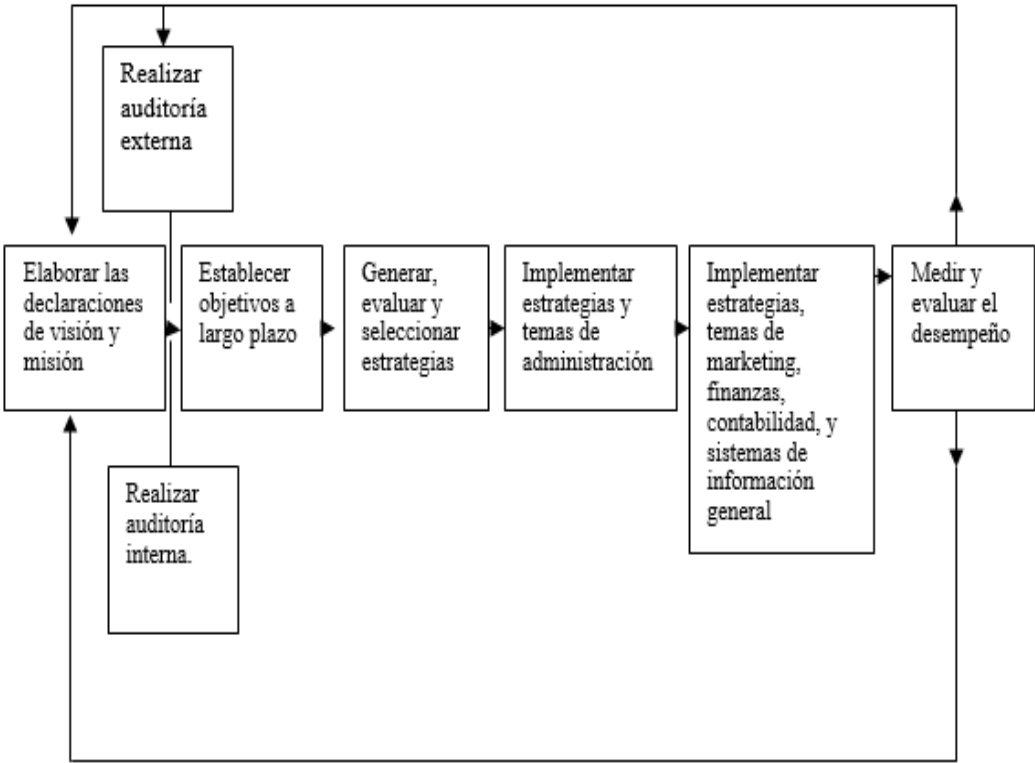 Realizar
auditoría
externa
Elaborar las
declaraciones
de visión y
misión
Establecer
objetivos a
largo plazo
Generar,
evaluar y
seleccionar
estrategias
Implementar
estrategias y
temas de
administración
Implementar
estrategias,
temas de
marketing,
finanzas,
contabilidad, y
sistemas de
información
general
Medir y
evaluar el
desempeño
Realizar
auditoría
interna.